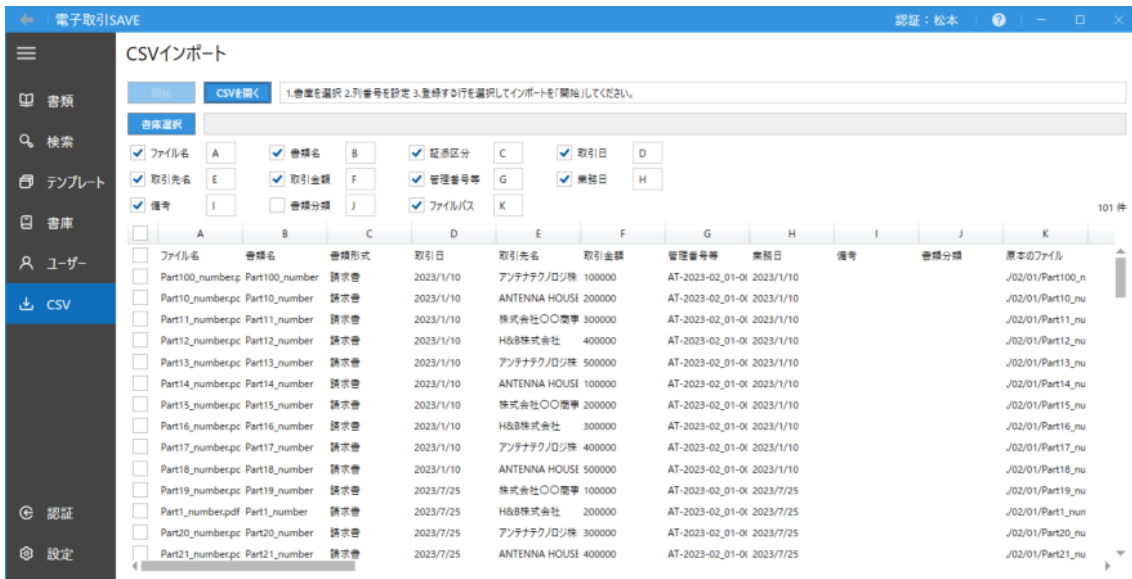 電子取引SAVE 認証：松本
CSVインポート
書類
検索
テンプレート
書庫
ユーザー
CSV
認証
設定
開始 CSVを開く 1.書庫を選択 2.列番号を設定 3.登録する行を選択してインポートを「開始」してください。
書庫選択
ファイル名 A 書類名 B 証憑区分 C 取引日 D
取引先名 E 取引金額 F 管理番号等 G 業務日 H
備考 I 書類分類 J ファイルパス K
101 件
A B C D E F G H I J K
ファイル名 書類名 書類形式 取引日 取引先名 取引金額 管理番号等 業務日 備考 書類分類 原本のファイル
Part100_number.p Part100_number 請求書 2023/1/10 アンテナテクノロジ株 100000 AT-2023-02_01-0( 2023/1/10 ./02/01/Part100_n
Part10_number.pc Part10_number 請求書 2023/1/10 ANTENNA HOUSE 200000 AT-2023-02_01-0( 2023/1/10 ./02/01/Part10_nu
Part11_number.pc Part11_number 請求書 2023/1/10 株式会社〇〇商事 300000 AT-2023-02_01-0( 2023/1/10 ./02/01/Part11_nu
Part12_number.pc Part12_number 請求書 2023/1/10 H&B株式会社 400000 AT-2023-02_01-0( 2023/1/10 ./02/01/Part12_nu
Part13_number.pc Part13_number 請求書 2023/1/10 アンテナテクノロジ株 500000 AT-2023-02_01-0( 2023/1/10 ./02/01/Part13_nu
Part14_number.pc Part14_number 請求書 2023/1/10 ANTENNA HOUSE 100000 AT-2023-02_01-0( 2023/1/10 ./02/01/Part14_nu
Part15_number.pc Part15_number 請求書 2023/1/10 株式会社〇〇商事 200000 AT-2023-02_01-0( 2023/1/10 ./02/01/Part15_nu
Part16_number.pc Part16_number 請求書 2023/1/10 H&B株式会社 300000 AT-2023-02_01-0( 2023/1/10 ./02/01/Part16_nu
Part17_number.pc Part17_number 請求書 2023/1/10 アンテナテクノロジ株 400000 AT-2023-02_01-0( 2023/1/10 ./02/01/Part17_nu
Part18_number.pc Part18_number 請求書 2023/1/10 ANTENNA HOUSE 500000 AT-2023-02_01-0( 2023/1/10 ./02/01/Part18_nu
Part19_number.pc Part19_number 請求書 2023/7/25 株式会社〇〇商事 100000 AT-2023-02_01-0( 2023/7/25 ./02/01/Part19_nu
Part1_number.pdf Part1_number 請求書 2023/7/25 H&B株式会社 200000 AT-2023-02_01-0( 2023/7/25 ./02/01/Part1_nun
Part20_number.pc Part20_number 請求書 2023/7/25 アンテナテクノロジ株 300000 AT-2023-02_01-0( 2023/7/25 ./02/01/Part20_nu
Part21_number.pc Part21_number 請求書 2023/7/25 ANTENNA HOUSE 400000 AT-2023-02_01-0( 2023/7/25 ./02/01/Part21_nu